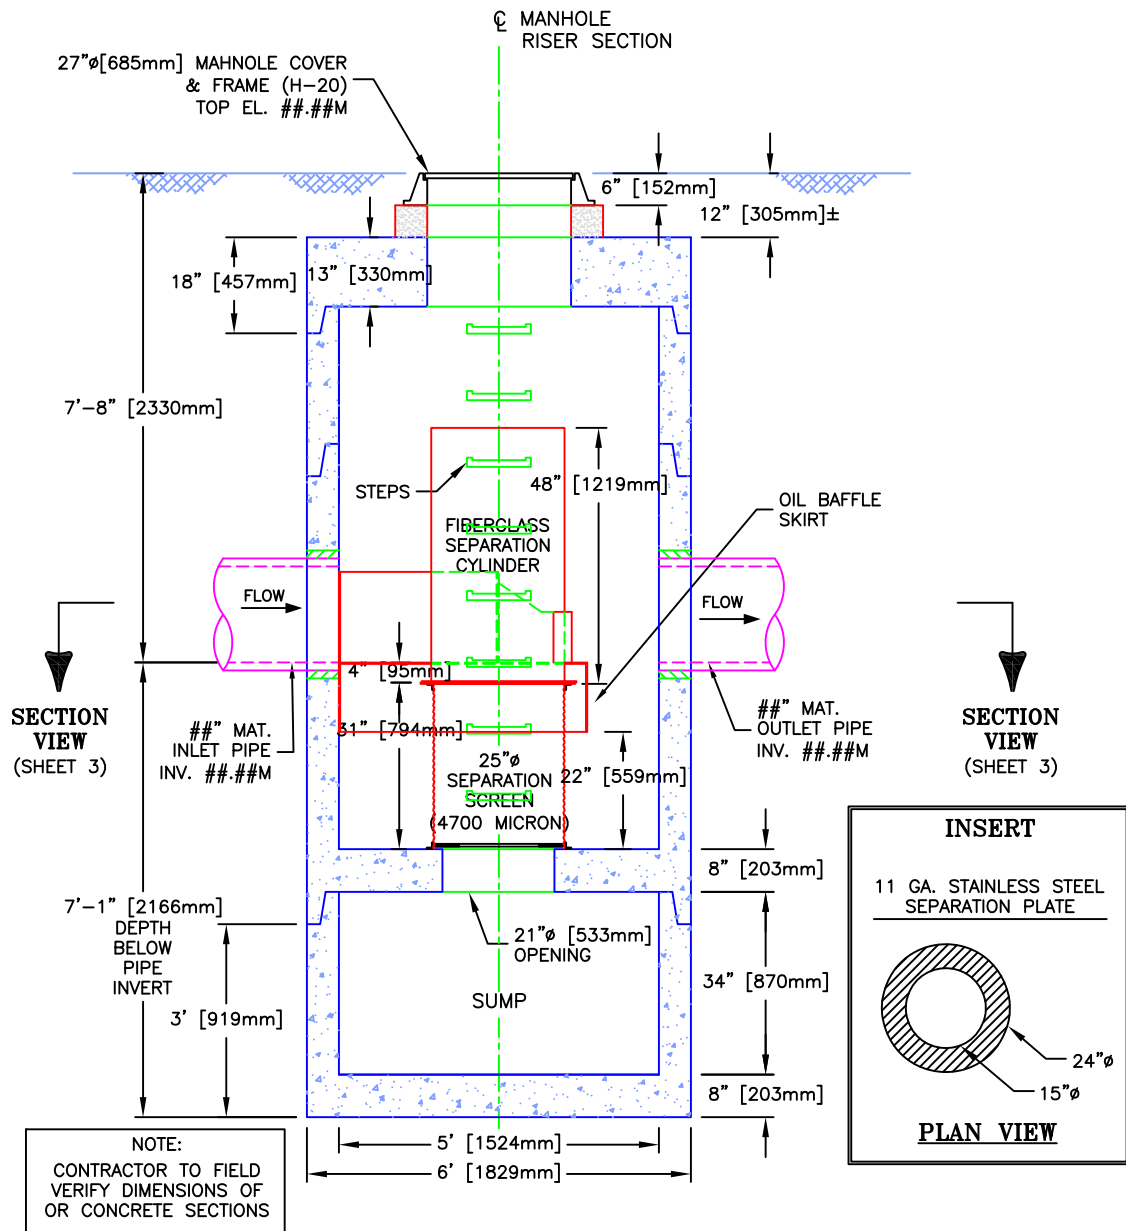 ℄ MANHOLE
RISER SECTION
27"ø[685mm] MAHNOLE COVER
& FRAME (H-20)
TOP EL. ##.##M
6" [152mm]
12" [305mm]±
18" [457mm]
13" [330mm]
7'-8" [2330mm]
STEPS
48" [1219mm]
OIL BAFFLE
SKIRT
FIBERGLASS
SEPARATION
CYLINDER
FLOW
FLOW
4" [95mm]
31" [794mm]
SECTION
VIEW
(SHEET 3)
##" MAT.
INLET PIPE
INV. ##.##M
##" MAT.
OUTLET PIPE
INV. ##.##M
SECTION
VIEW
(SHEET 3)
25"ø
SEPARATION
SCREEN
(4700 MICRON)
22" [559mm]
8" [203mm]
7'-1" [2166mm]
DEPTH
BELOW
PIPE
INVERT
21"ø [533mm]
OPENING
SUMP
34" [870mm]
3' [919mm]
8" [203mm]
5' [1524mm]
6' [1829mm]
NOTE:
CONTRACTOR TO FIELD
VERIFY DIMENSIONS OF
OR CONCRETE SECTIONS
INSERT
11 GA. STAINLESS STEEL
SEPARATION PLATE
24"ø
15"ø
PLAN VIEW